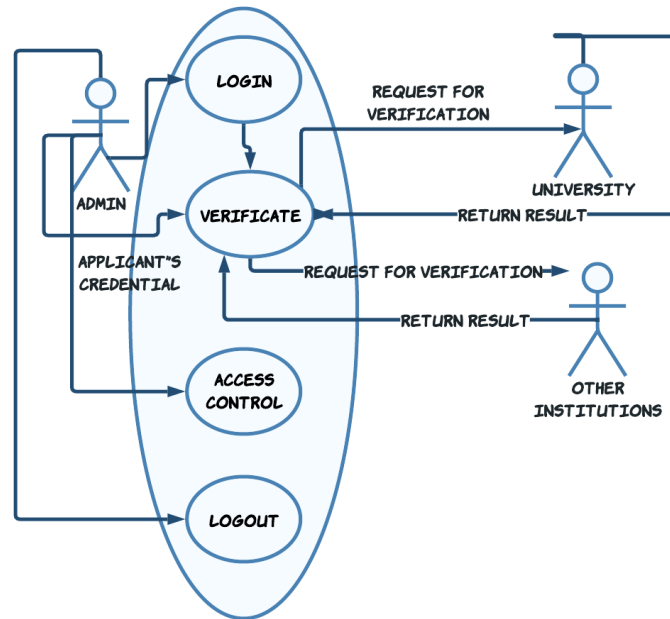 LOGIN
REQUEST FOR
VERIFICATION
ADMIN
UNIVERSITY
VERIFICATE
RETURN RESULT
APPLICANT"S
CREDENTIAL
REQUEST FOR VERIFICATION
RETURN RESULT
ACCESS
CONTROL
OTHER
INSTITUTIONS
LOGOUT